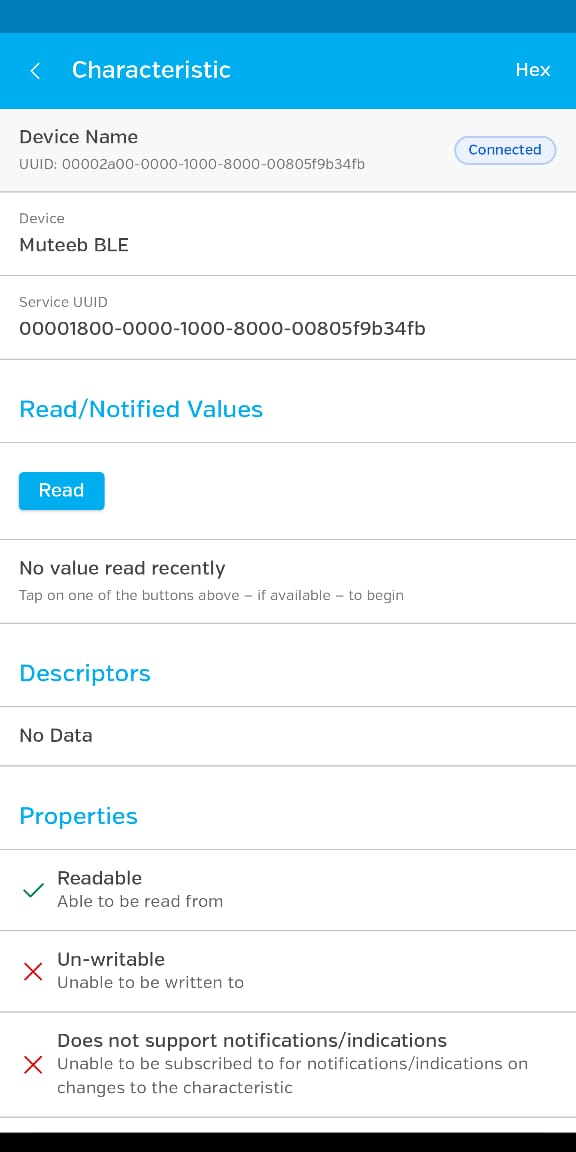 Characteristic
Hex
Device Name
UUID: 00002a00-0000-1000-8000-00805f9b34fb
Connected
Device
Muteeb BLE
Service UUID
00001800-0000-1000-8000-00805f9b34fb
Read/Notified Values
Read
No value read recently
Tap on one of the buttons above – if available – to begin
Descriptors
No Data
Properties
Readable
Able to be read from
Un-writable
Unable to be written to
Does not support notifications/indications
Unable to be subscribed to for notifications/indications on
changes to the characteristic